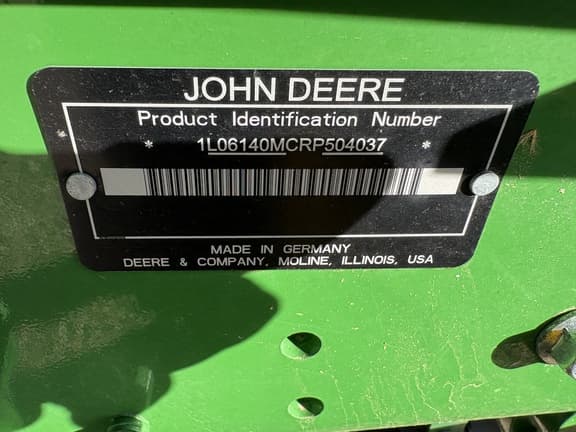 JOHN DEERE
Product Identification Number
* 1L06140MCRP504037 *
MADE IN GERMANY
DEERE & COMPANY, MOLINE, ILLINOIS, USA